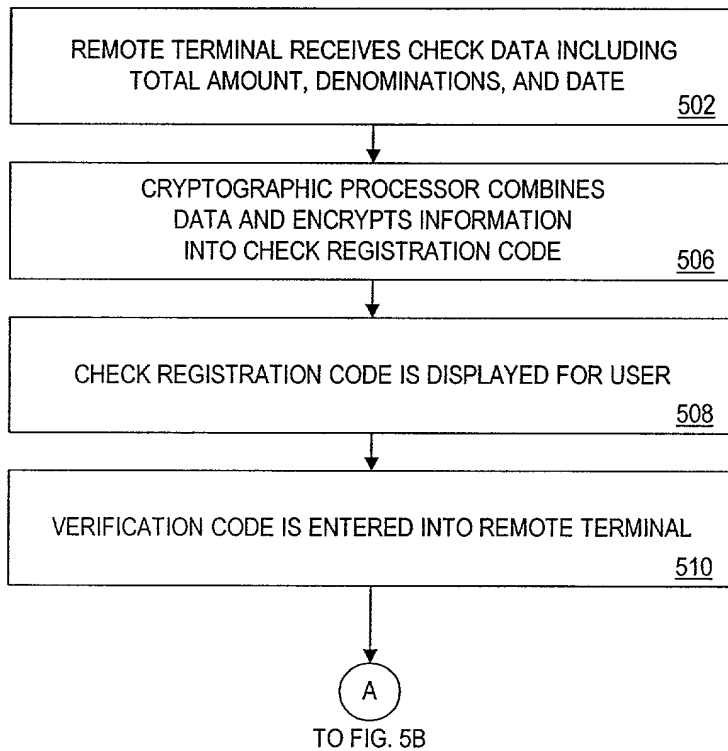 REMOTE TERMINAL RECEIVES CHECK DATA INCLUDING
TOTAL AMOUNT, DENOMINATIONS, AND DATE
502
CRYPTOGRAPHIC PROCESSOR COMBINES
DATA AND ENCRYPTS INFORMATION
INTO CHECK REGISTRATION CODE
506
CHECK REGISTRATION CODE IS DISPLAYED FOR USER
508
VERIFICATION CODE IS ENTERED INTO REMOTE TERMINAL
510
A
TO FIG. 5B